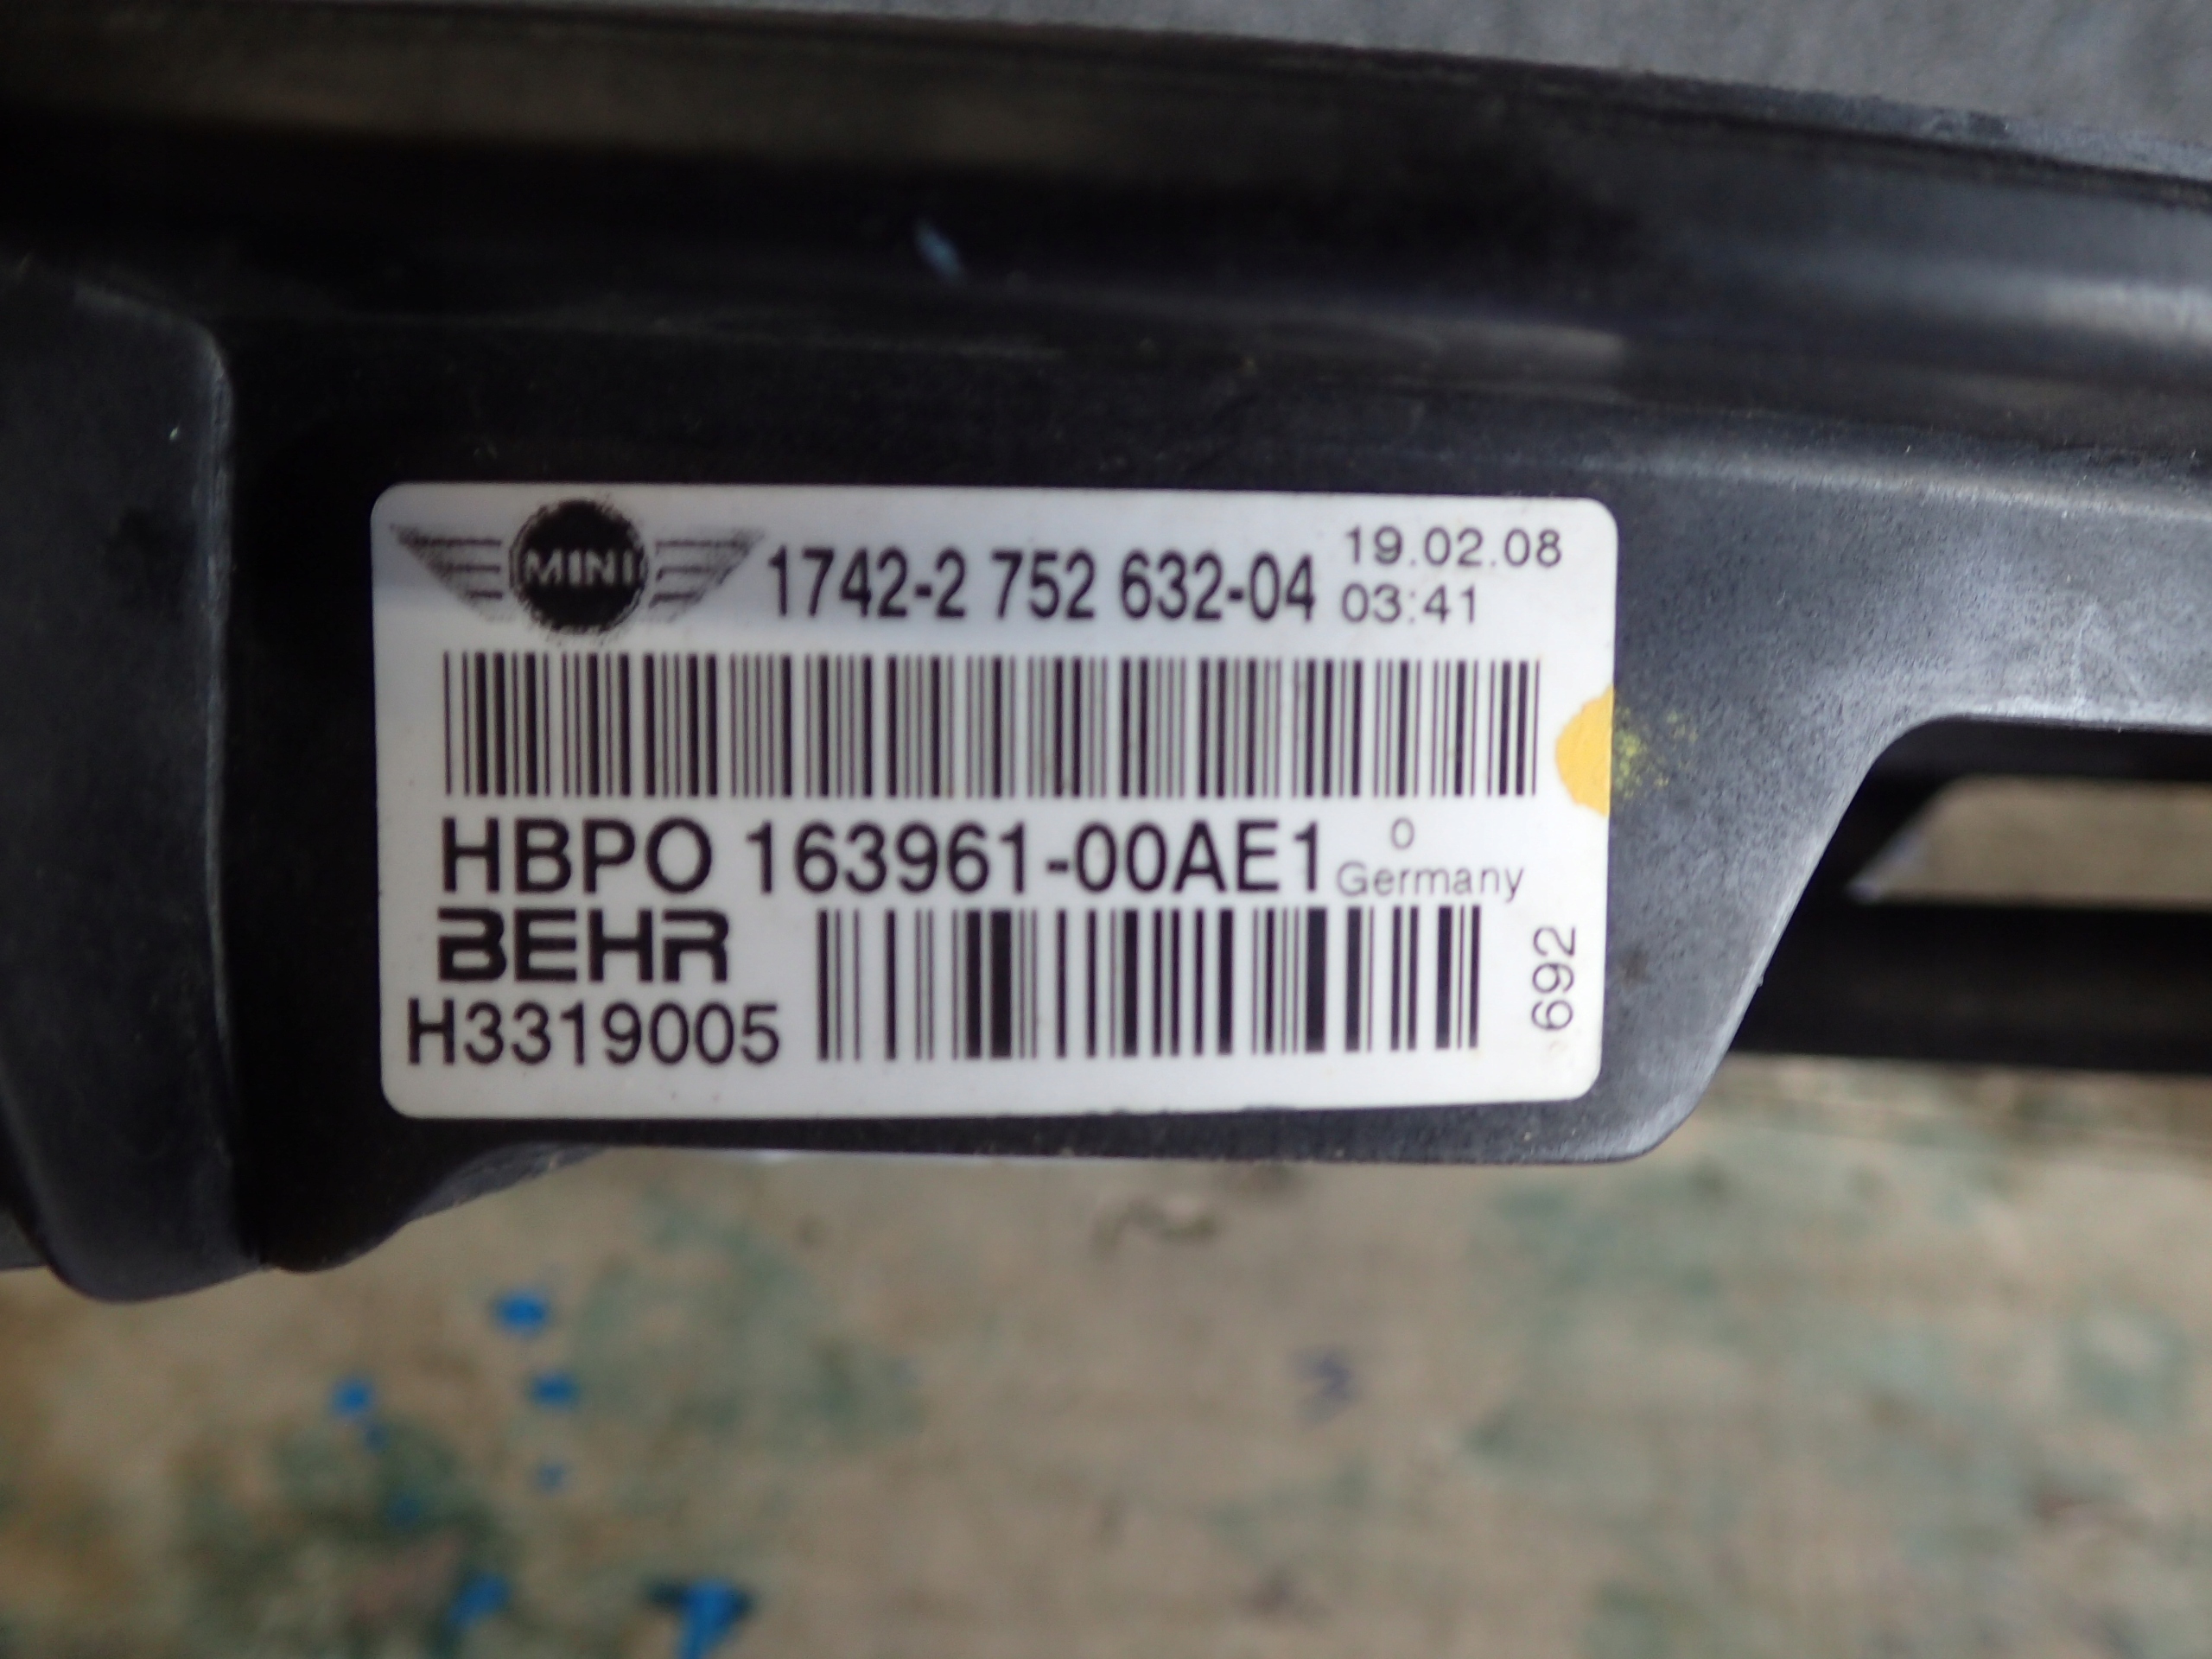 MINI 1742-2 752 632-04 19.02.08
03:41
HBPO 163961-00AE1 0
Germany
BEHR
H3319005
692